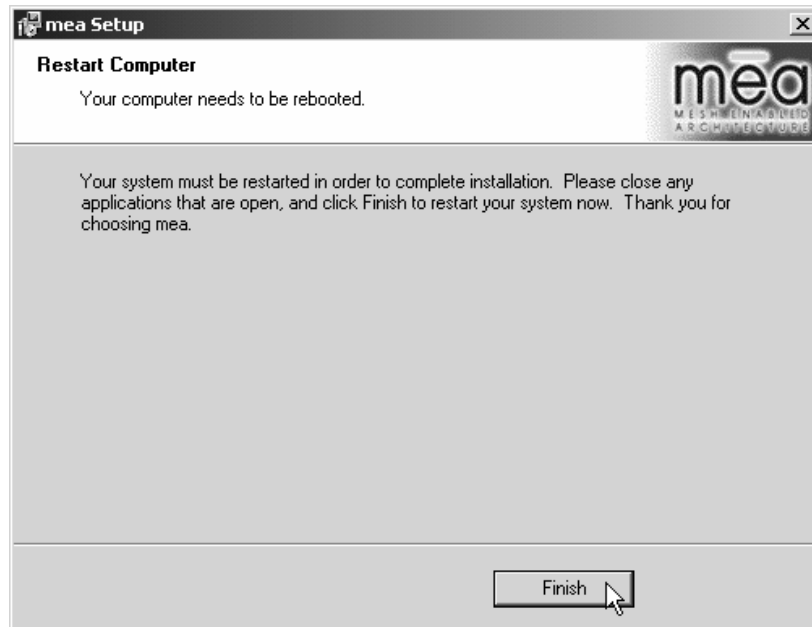 mea Setup
Restart Computer
Your computer needs to be rebooted.
mēa
MESH ENABLED
ARCHITECTURE
Your system must be restarted in order to complete installation.  Please close any
applications that are open, and click Finish to restart your system now.  Thank you for
choosing mea.
Finish